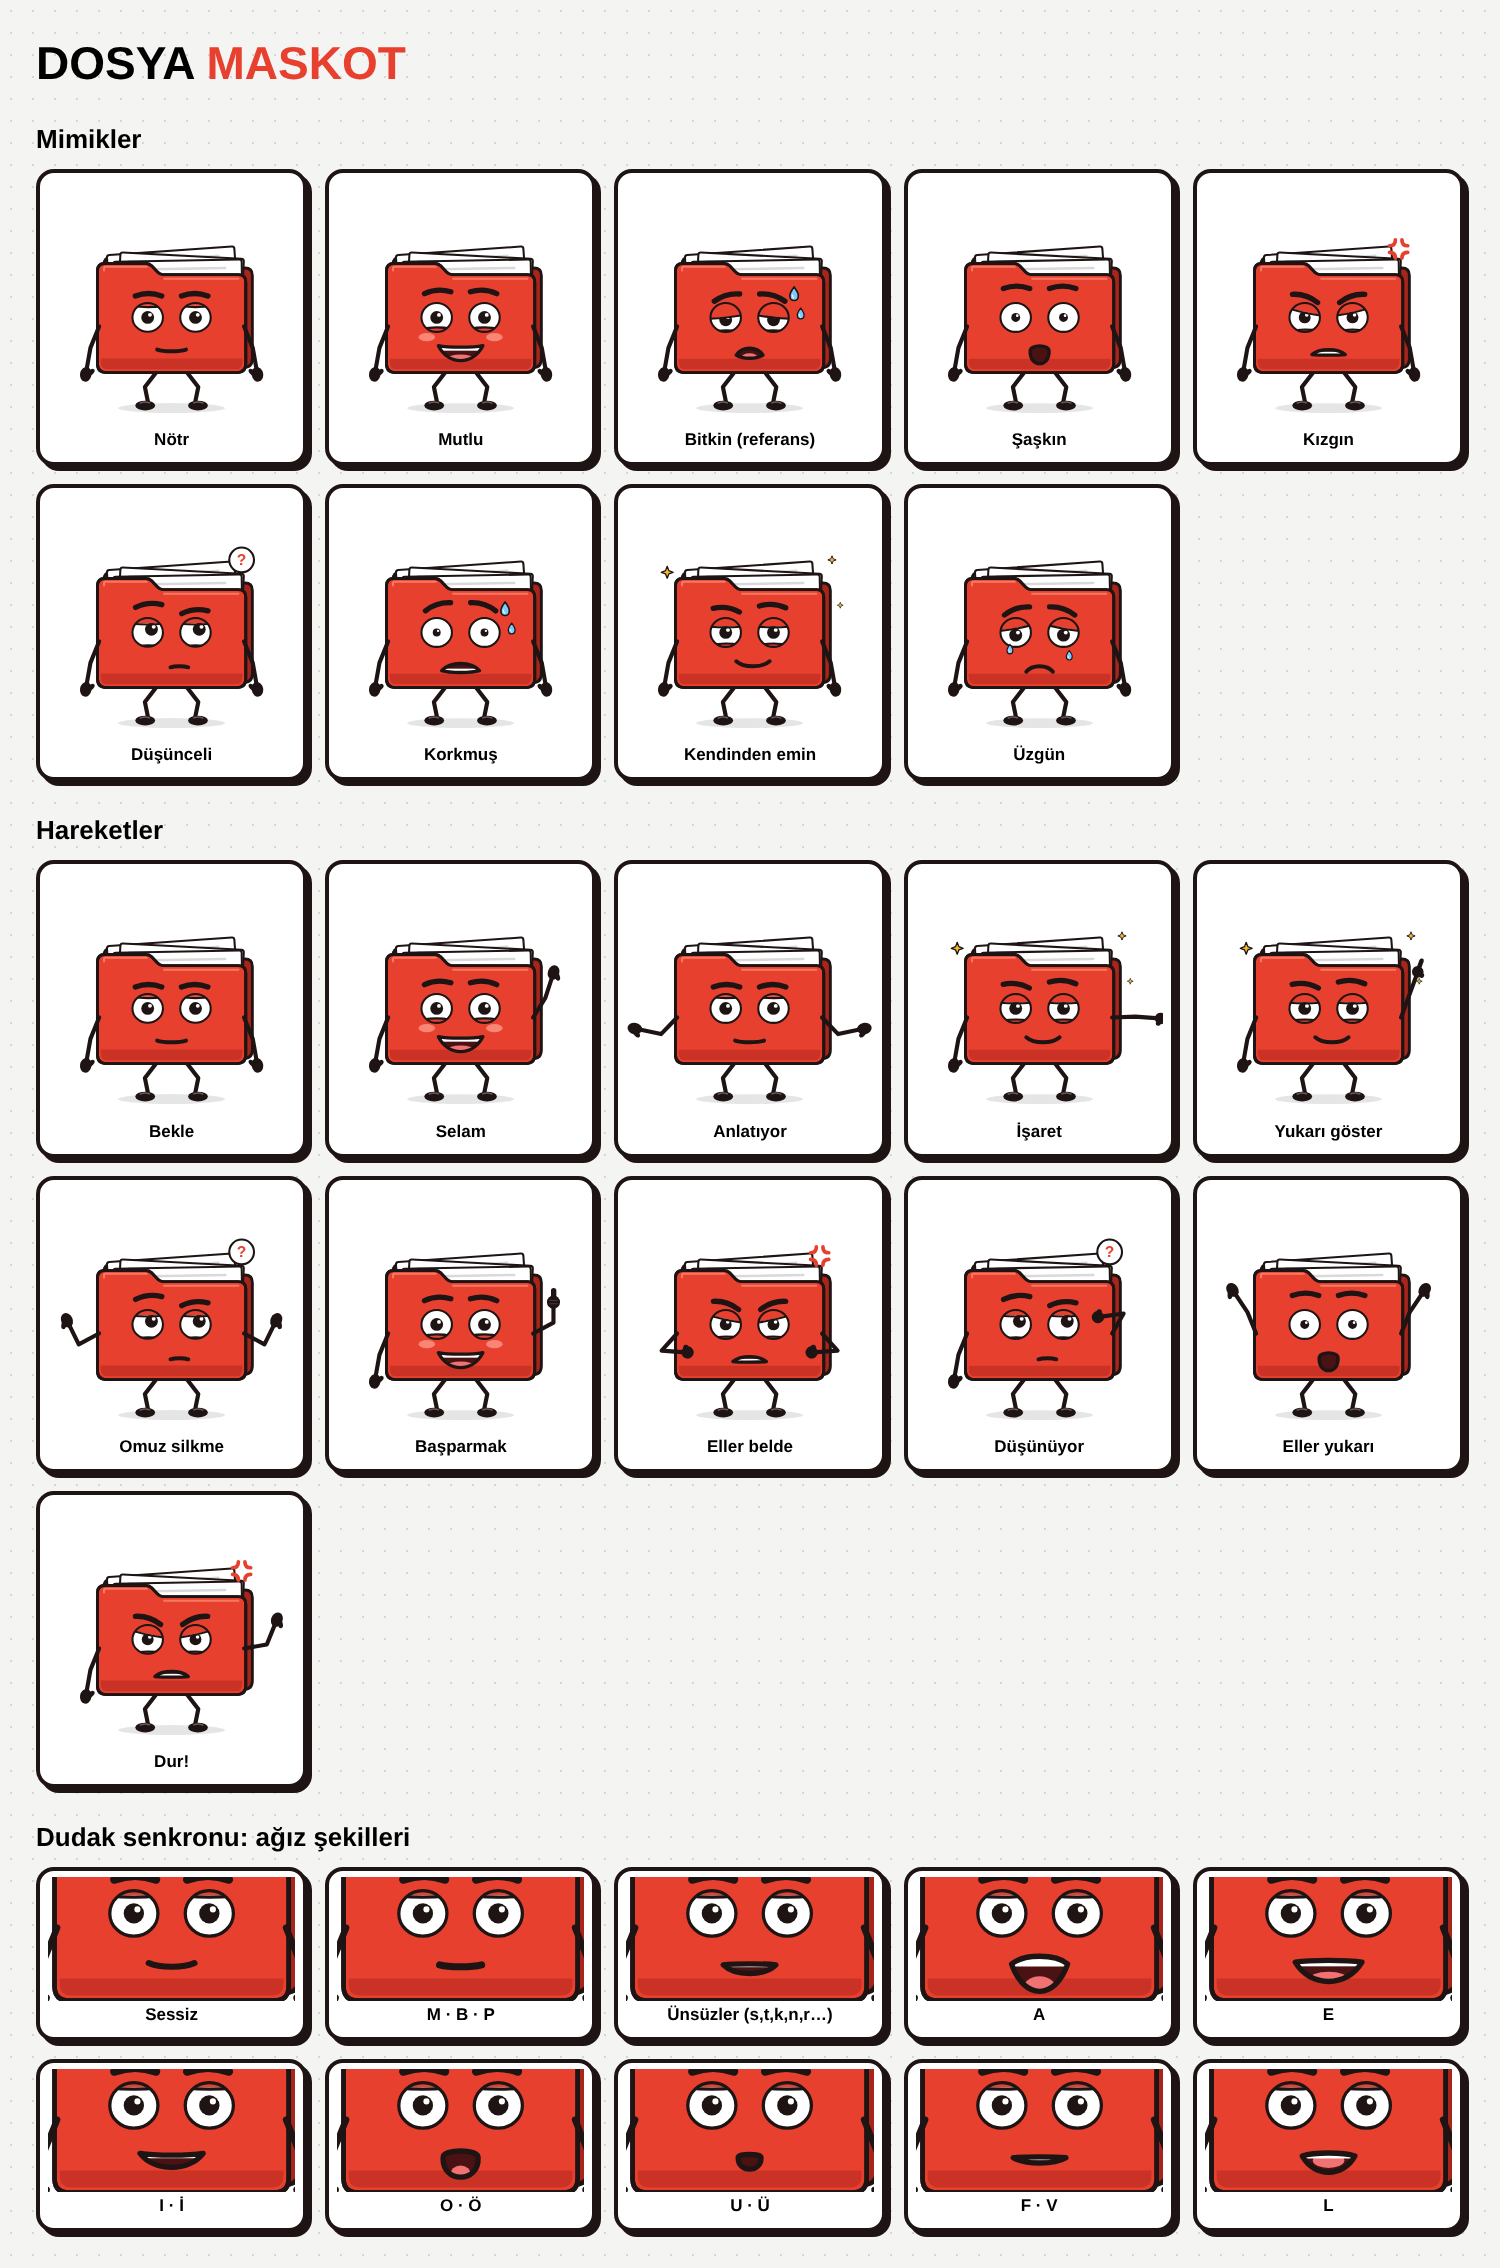 DOSYA MASKOT
Mimikler
Nötr
Mutlu
Bitkin (referans)
Şaşkın
Kızgın
?
Düşünceli
Korkmuş
Kendinden emin
Üzgün
Hareketler
Bekle
Selam
Anlatıyor
İşaret
Yukarı göster
?
Omuz silkme
Başparmak
Eller belde
?
Düşünüyor
Eller yukarı
Dur!
Dudak senkronu: ağız şekilleri
Sessiz
M · B · P
Ünsüzler (s,t,k,n,r…)
A
E
I · İ
O · Ö
U · Ü
F · V
L